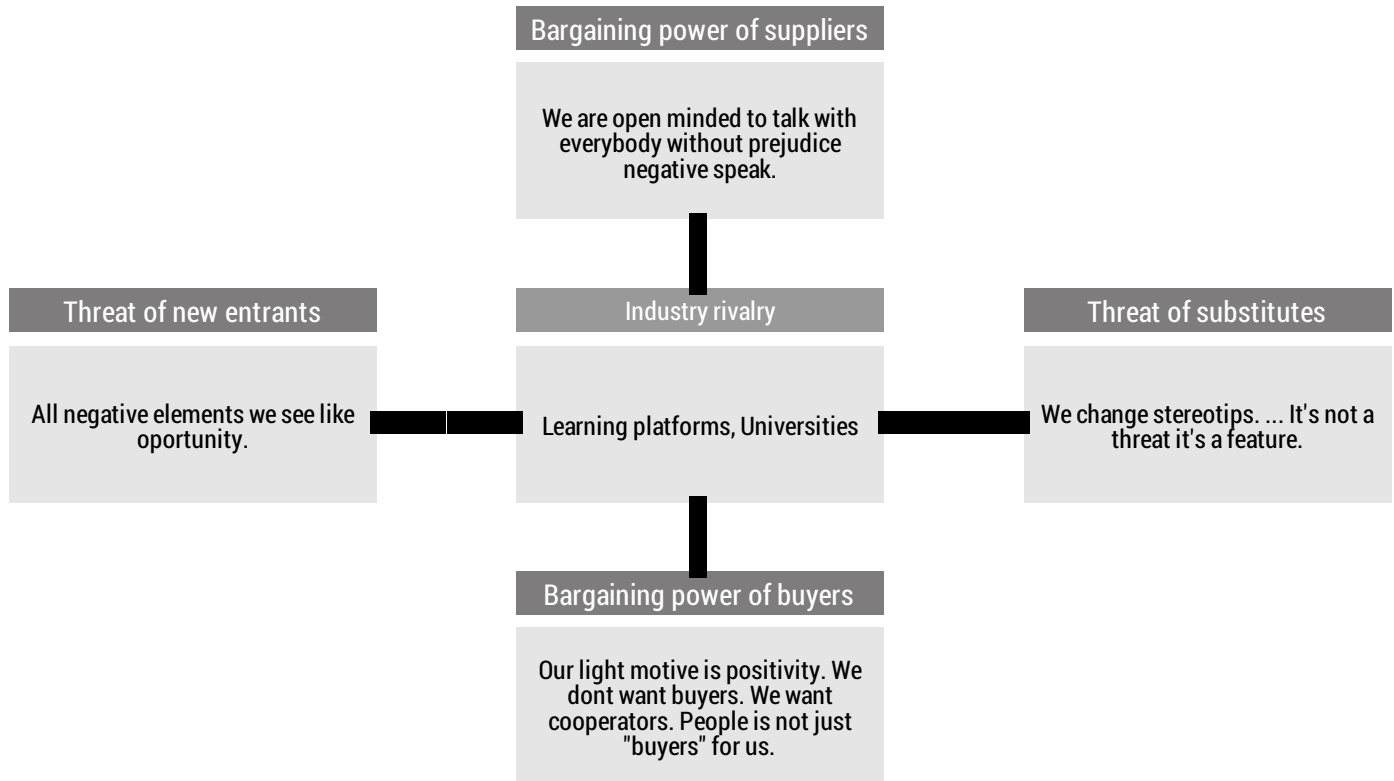 Bargaining power of suppliers
We are open minded to talk with
everybody without prejudice
negative speak.
Threat of new entrants
All negative elements we see like
oportunity.
Industry rivalry
Learning platforms, Universities
Threat of substitutes
We change stereotips. ... It's not a
threat it's a feature.
Bargaining power of buyers
Our light motive is positivity. We
dont want buyers. We want
cooperators. People is not just
"buyers" for us.